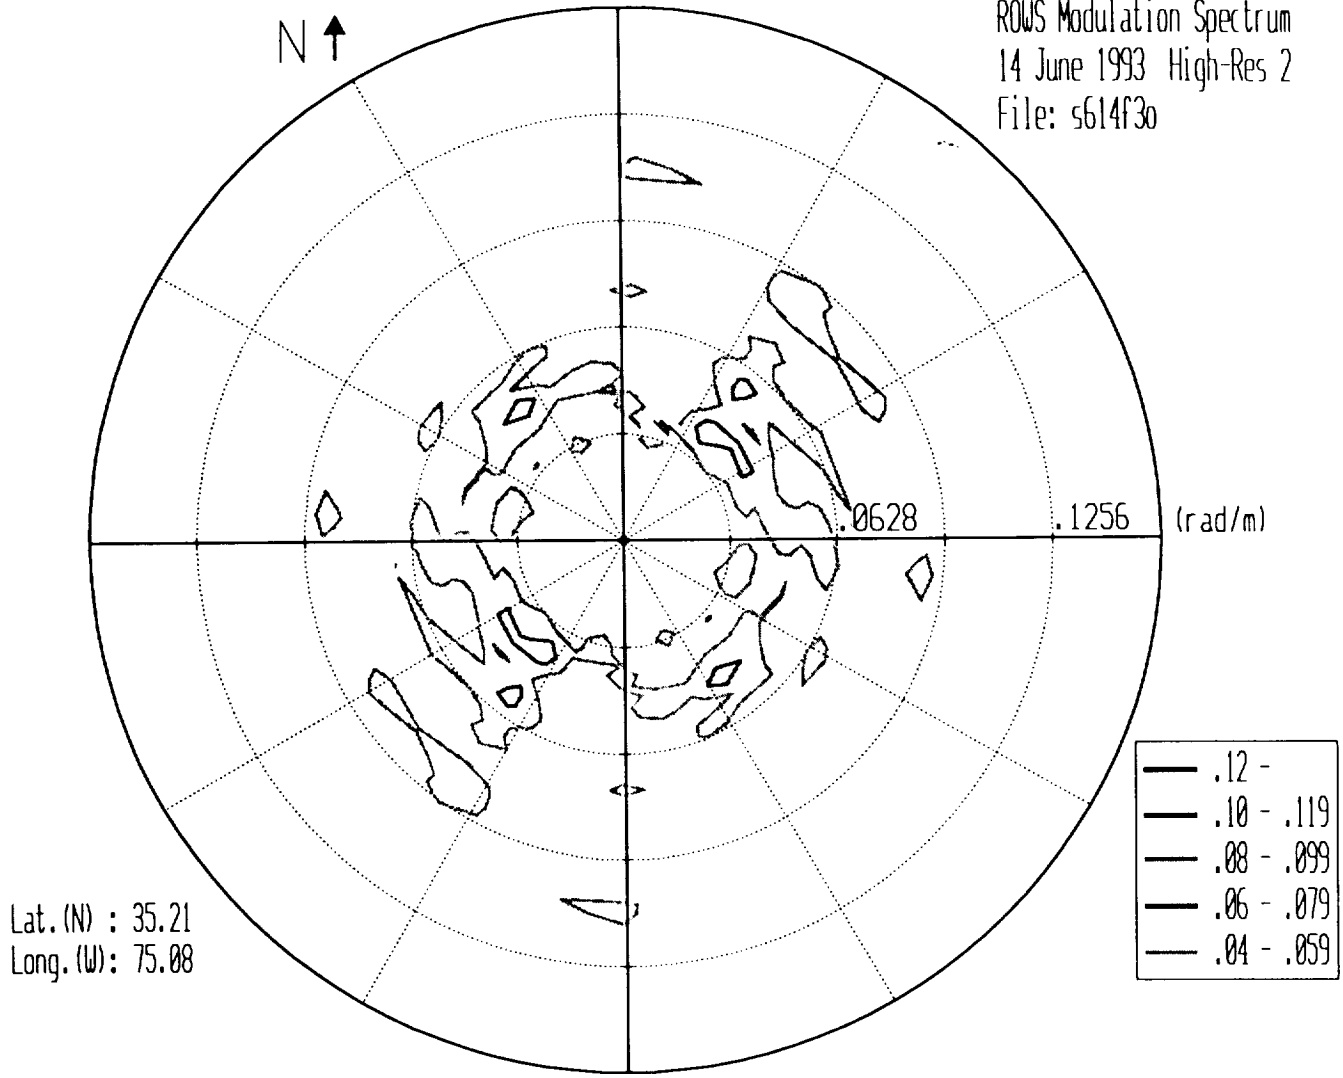 N
ROWS Modulation Spectrum
14 June 1993 High-Res 2
File: s614f3o
.0628
.1256
(rad/m)
.12 -
.10 - .119
.08 - .099
.06 - .079
.04 - .059
Lat.(N) : 35.21
Long.(W): 75.08